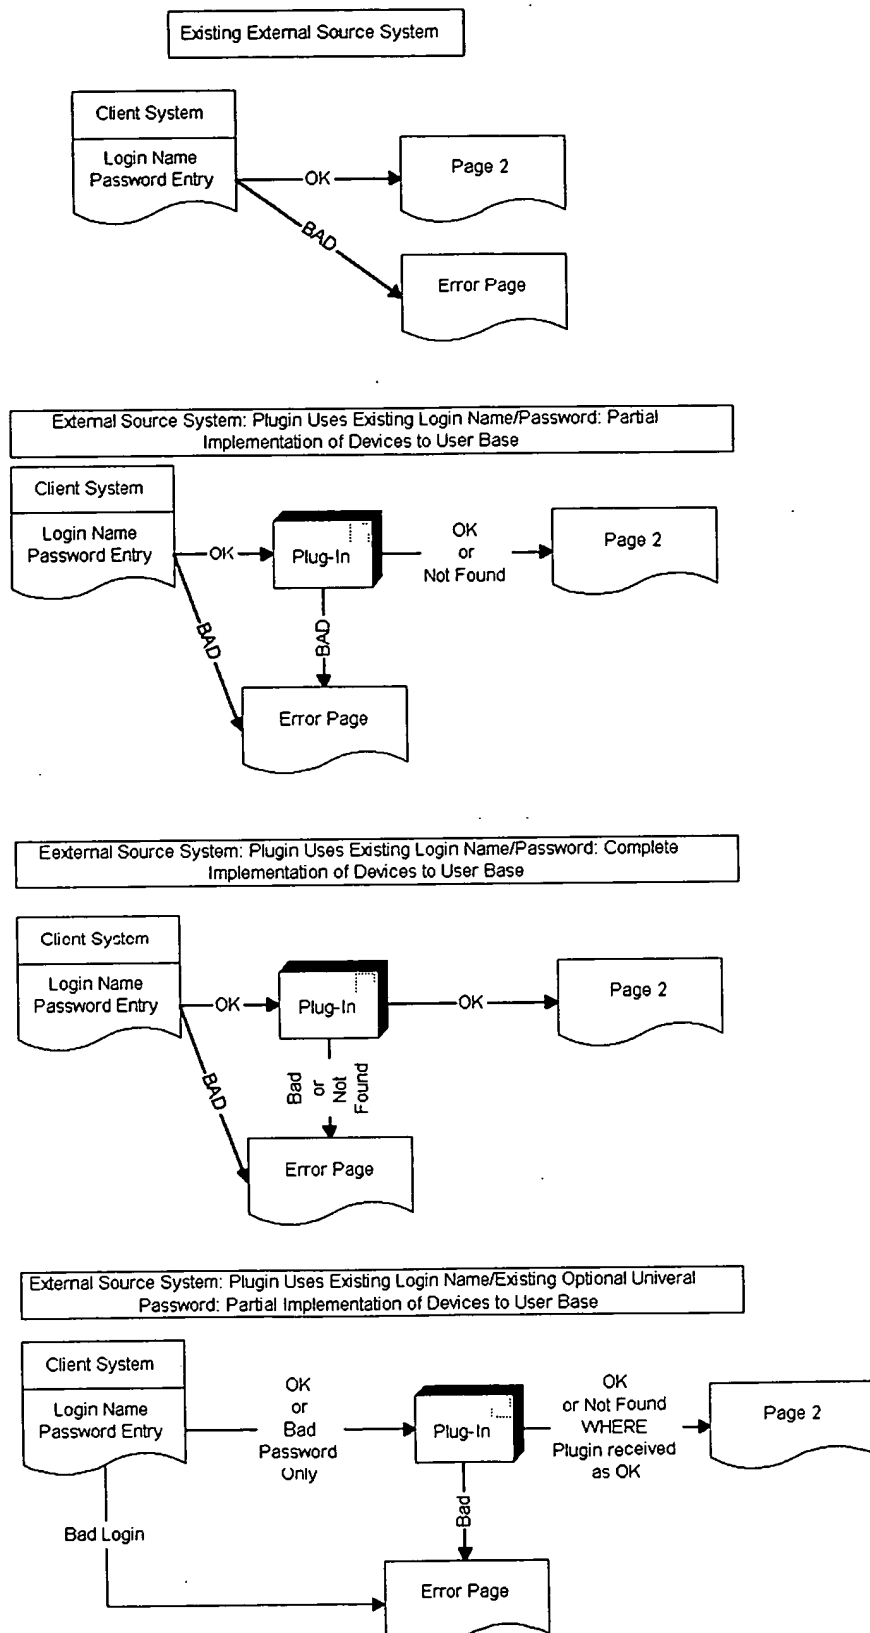 Existing External Source System
Client System
Login Name
Password Entry
OK
Page 2
BAD
Error Page
External Source System: Plugin Uses Existing Login Name/Password: Partial
Implementation of Devices to User Base
Client System
Login Name
Password Entry
OK
Plug-In
OK
or
Not Found
Page 2
BAD
BAD
Error Page
Eexternal Source System: Plugin Uses Existing Login Name/Password: Complete
Implementation of Devices to User Base
Client System
Login Name
Password Entry
OK
Plug-In
OK
Page 2
BAD
Bad
or
Not
Found
Error Page
External Source System: Plugin Uses Existing Login Name/Existing Optional Univeral
Password: Partial Implementation of Devices to User Base
Client System
Login Name
Password Entry
OK
or
Bad
Password
Only
Plug-In
OK
or Not Found
WHERE
Plugin received
as OK
Page 2
Bad Login
Bad
Error Page